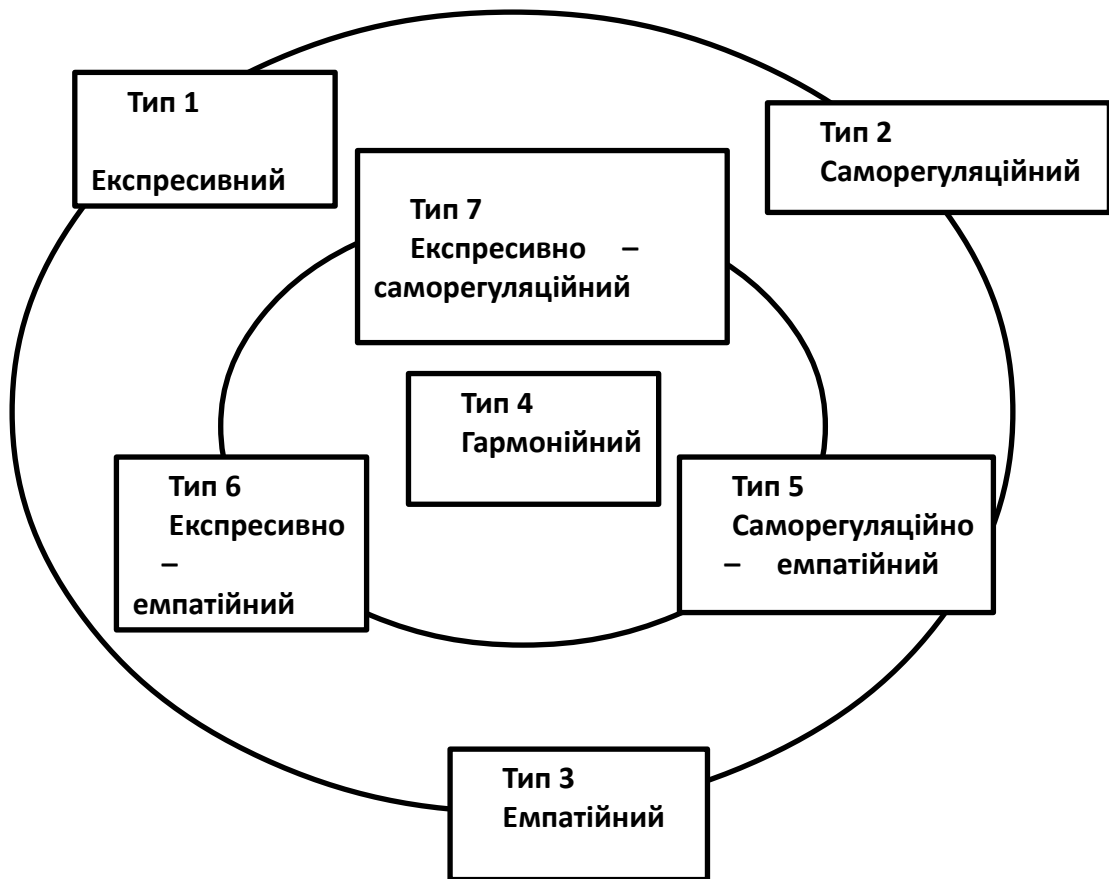 Тип 1
Експресивний
Тип 2
Саморегуляційний
Тип 7
Експресивно –
саморегуляційний
Тип 4
Гармонійний
Тип 6
Експресивно
–
емпатійний
Тип 5
Саморегуляційно
– емпатійний
Тип 3
Емпатійний